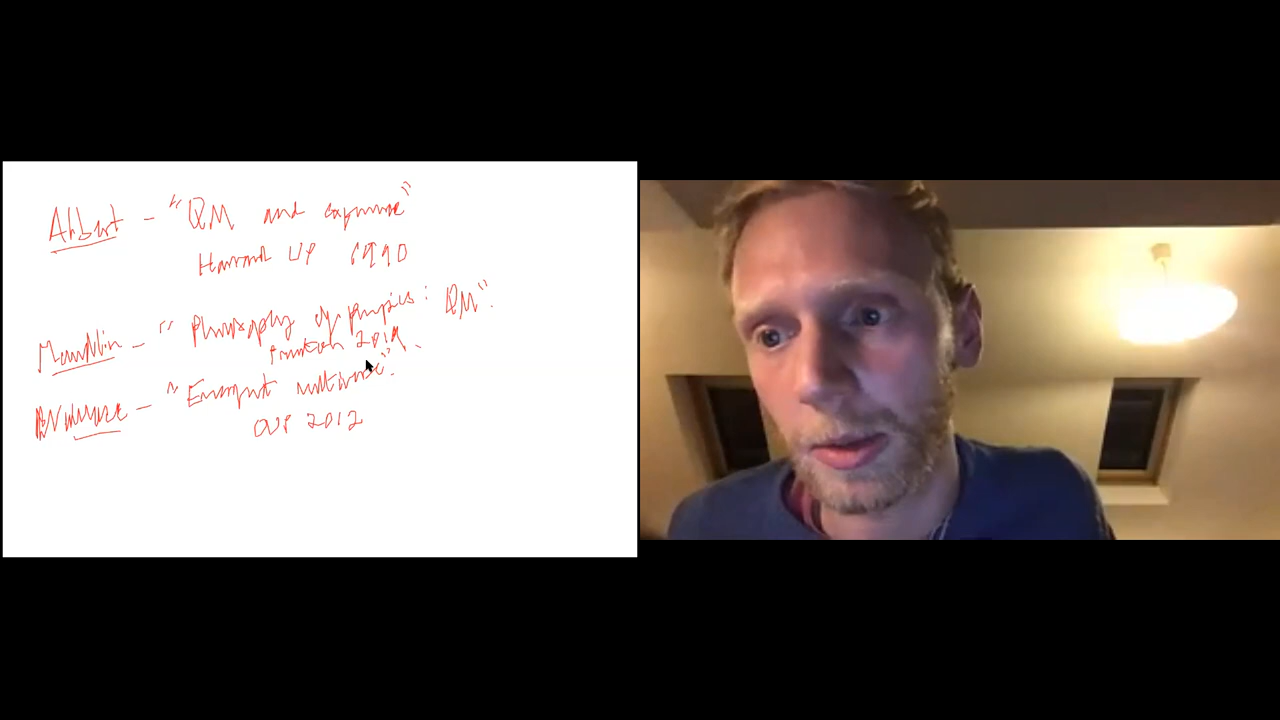 Albert - "QM and experience"
Harvard UP 1990
Maudlin - "Philosophy of physics: QM".
Princeton 2019.
Wallace - "Emergent multiverse".
OUP 2012